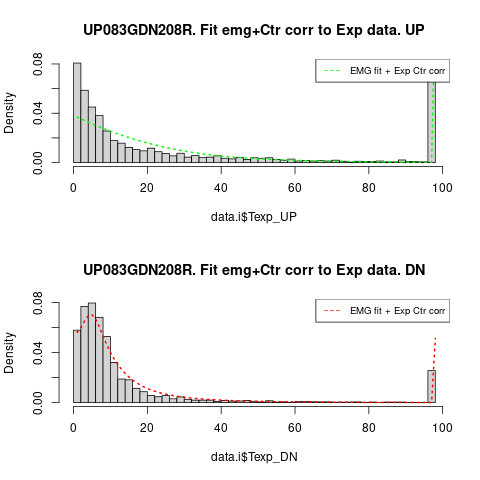 UP083GDN208R. Fit emg+Ctr corr to Exp data. UP
EMG fit + Exp Ctr corr
Density
0.00 0.04 0.08
0 20 40 60 80 100
data.i$Texp_UP
UP083GDN208R. Fit emg+Ctr corr to Exp data. DN
EMG fit + Exp Ctr corr
Density
0.00 0.04 0.08
0 20 40 60 80 100
data.i$Texp_DN